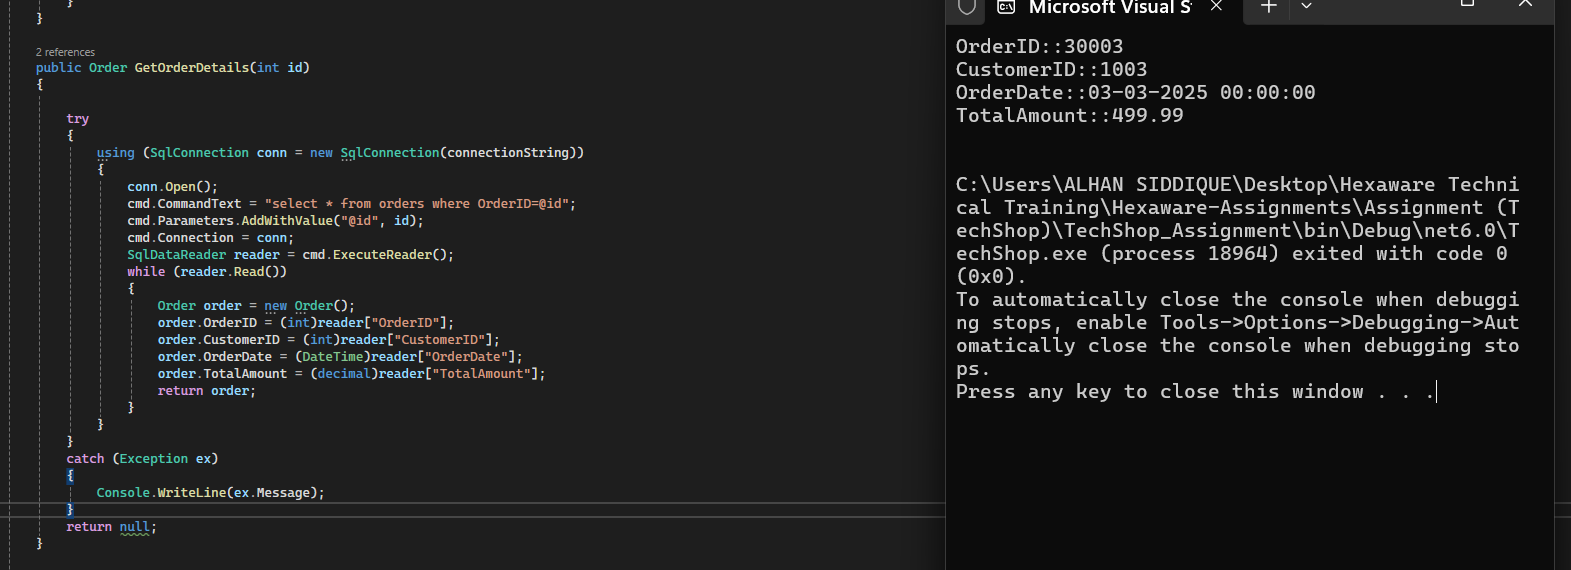 }
}
2 references
public Order GetOrderDetails(int id)
{
try
{
using (SqlConnection conn = new SqlConnection(connectionString))
{
conn.Open();
cmd.CommandText = "select * from orders where OrderID=@id";
cmd.Parameters.AddWithValue("@id", id);
cmd.Connection = conn;
SqlDataReader reader = cmd.ExecuteReader();
while (reader.Read())
{
Order order = new Order();
order.OrderID = (int)reader["OrderID"];
order.CustomerID = (int)reader["CustomerID"];
order.OrderDate = (DateTime)reader["OrderDate"];
order.TotalAmount = (decimal)reader["TotalAmount"];
return order;
}
}
}
catch (Exception ex)
{
Console.WriteLine(ex.Message);
}
return null;
}
Microsoft Visual S
OrderID::30003
CustomerID::1003
OrderDate::03-03-2025 00:00:00
TotalAmount::499.99
C:\Users\ALHAN SIDDIQUE\Desktop\Hexaware Techni
cal Training\Hexaware-Assignments\Assignment (T
echShop)\TechShop_Assignment\bin\Debug\net6.0\T
echShop.exe (process 18964) exited with code 0
(0x0).
To automatically close the console when debuggi
ng stops, enable Tools->Options->Debugging->Aut
omatically close the console when debugging sto
ps.
Press any key to close this window . . .